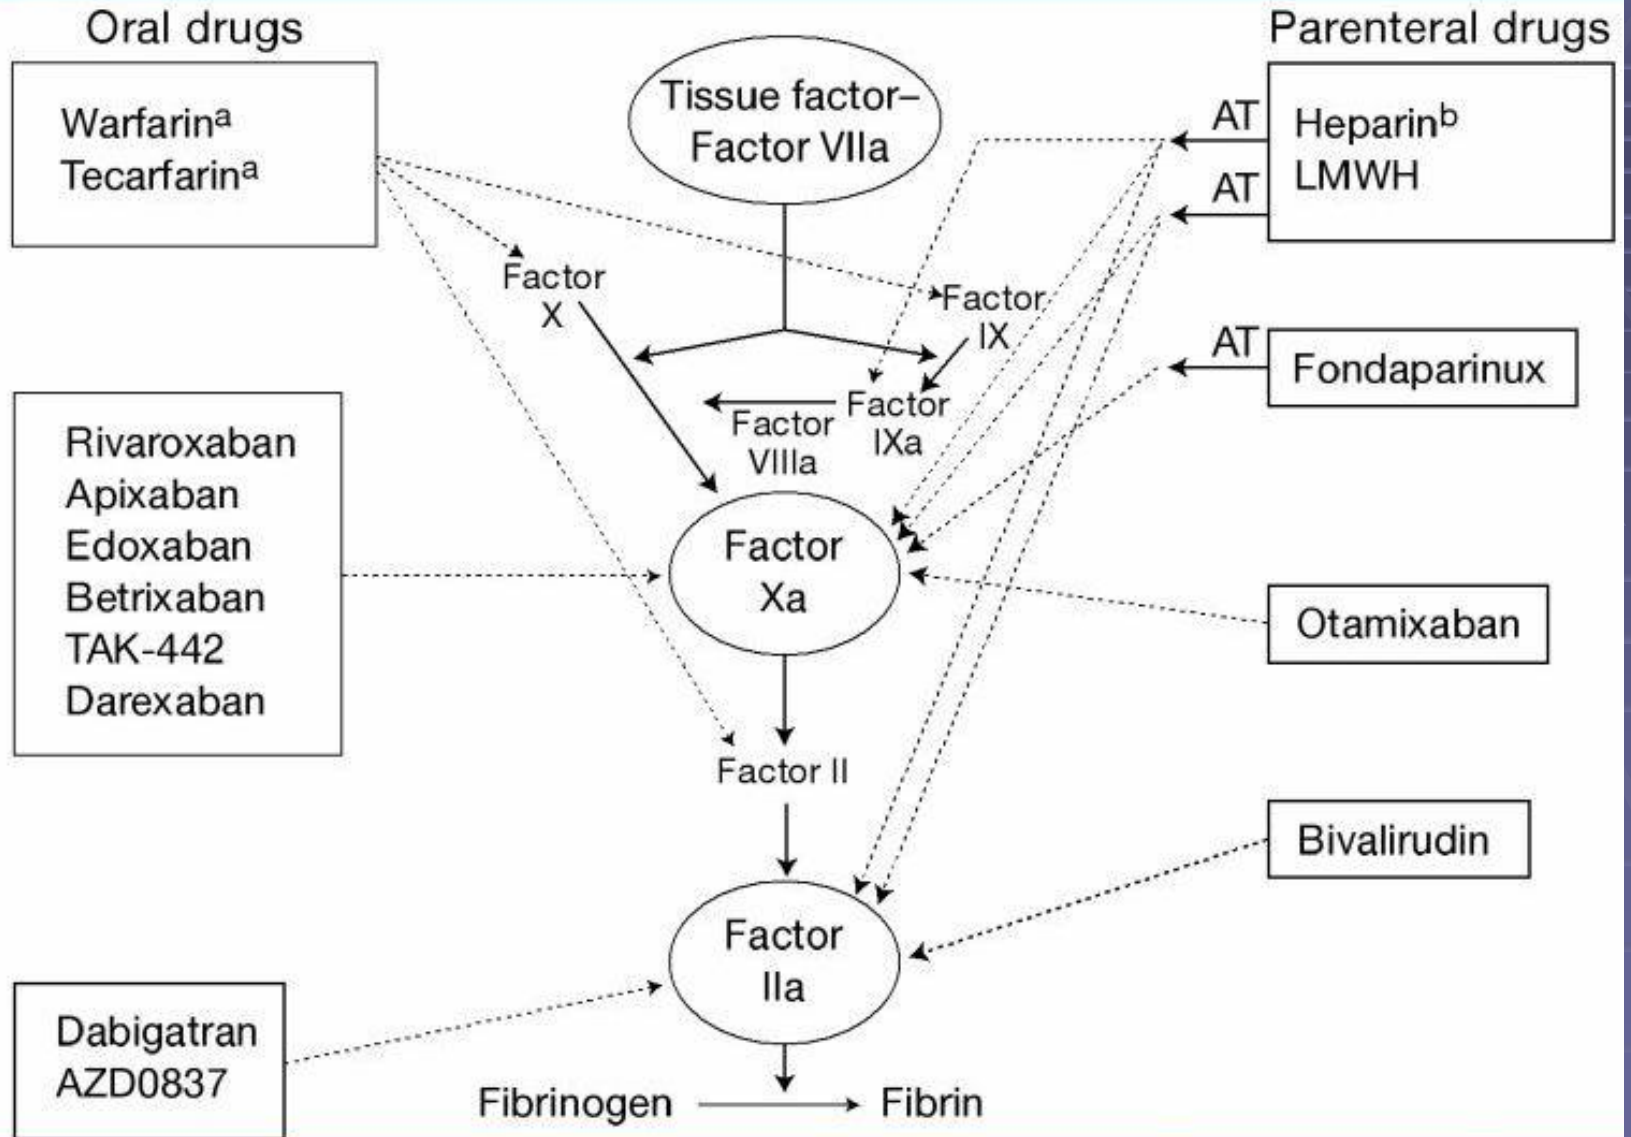 Oral drugs
Parenteral drugs
Warfarinᵃ
Tecarfarinᵃ
Tissue factor–
Factor VIIa
AT
Heparinᵇ
LMWH
AT
Factor
X
Factor
IX
AT
Fondaparinux
Factor
IXa
Factor
VIIIa
Rivaroxaban
Apixaban
Edoxaban
Betrixaban
TAK-442
Darexaban
Factor
Xa
Otamixaban
Factor II
Bivalirudin
Factor
IIa
Dabigatran
AZD0837
Fibrinogen
Fibrin